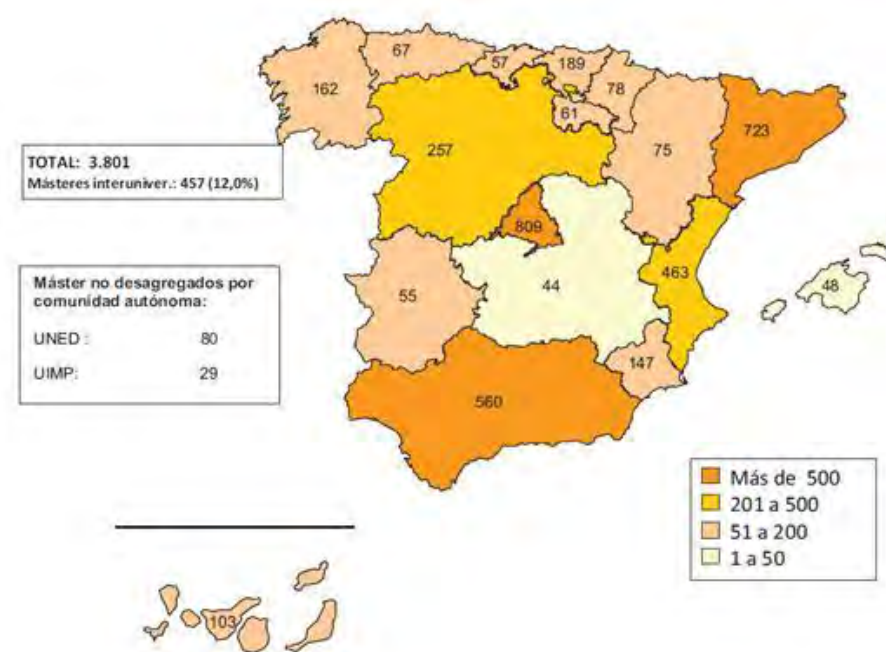 67
57
189
162
78
61
723
TOTAL: 3.801
Másteres interuniver.: 457 (12,0%)
257
75
809
463
Máster no desagregados por
comunidad autónoma:
UNED : 80
UIMP: 29
55
44
48
147
560
Más de 500
201 a 500
51 a 200
1 a 50
103